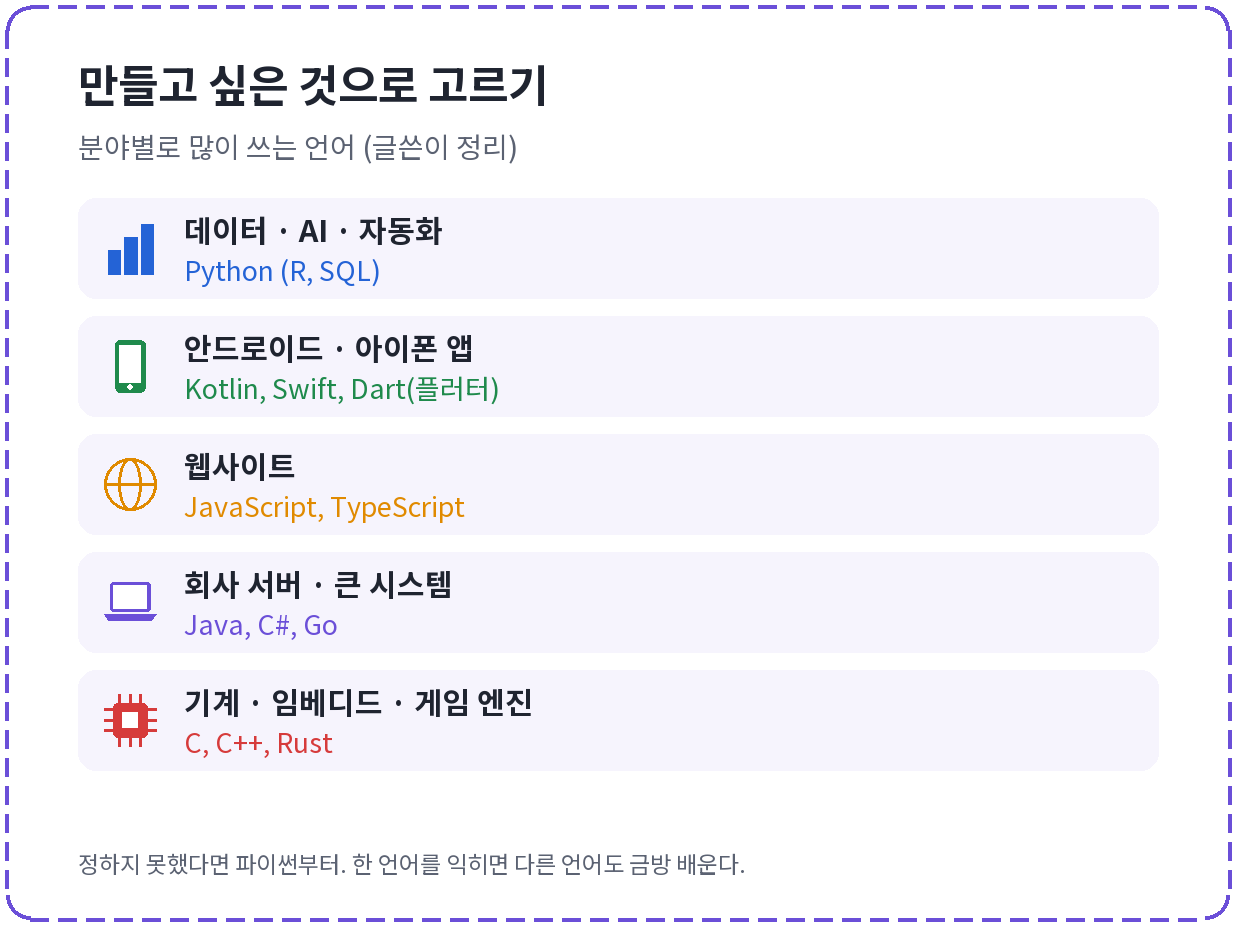 만들고 싶은 것으로 고르기
분야별로 많이 쓰는 언어 (글쓴이 정리)
데이터 · AI · 자동화
Python (R, SQL)
안드로이드 · 아이폰 앱
Kotlin, Swift, Dart(플러터)
웹사이트
JavaScript, TypeScript
회사 서버 · 큰 시스템
Java, C#, Go
기계 · 임베디드 · 게임 엔진
C, C++, Rust
정하지 못했다면 파이썬부터. 한 언어를 익히면 다른 언어도 금방 배운다.